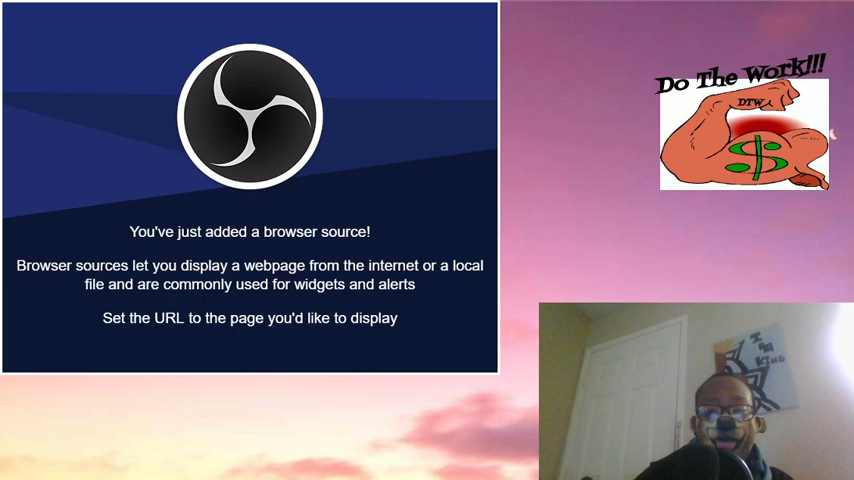 You've just added a browser source!
Browser sources let you display a webpage from the internet or a local
file and are commonly used for widgets and alerts
Set the URL to the page you'd like to display
Do The Work!!!
DTW
$
I
AM
KING